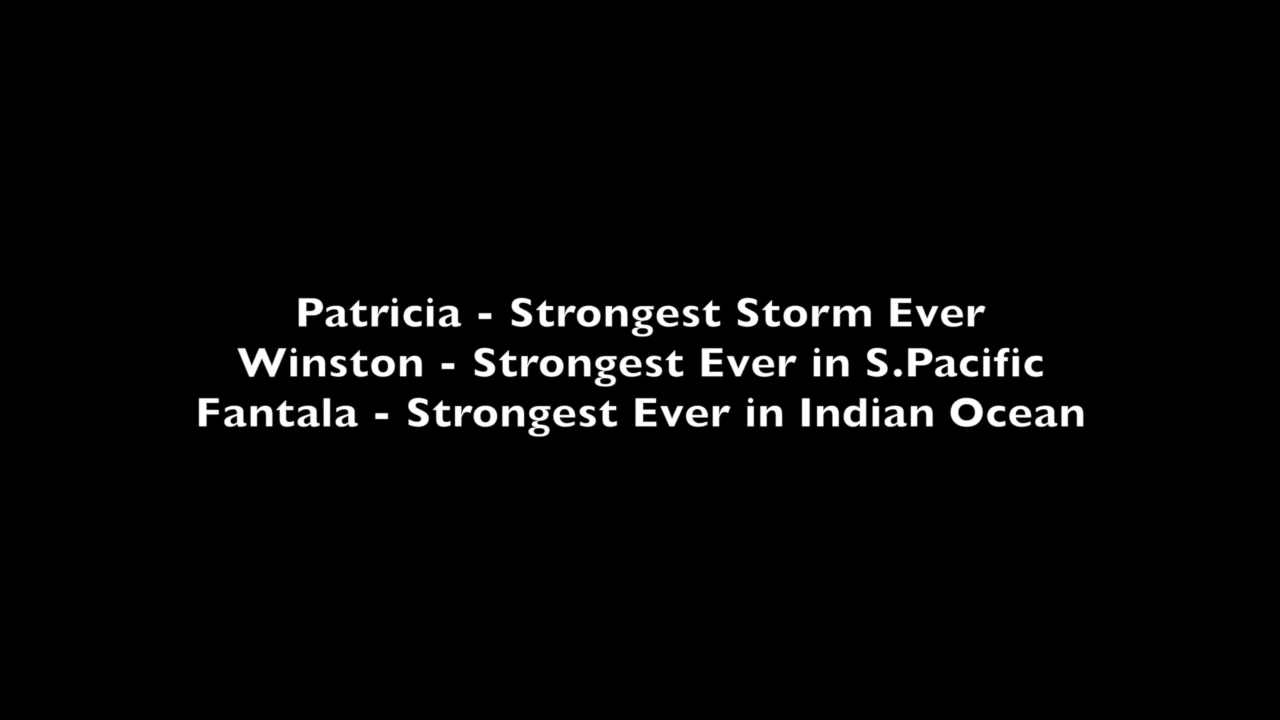 Patricia - Strongest Storm Ever
Winston - Strongest Ever in S.Pacific
Fantala - Strongest Ever in Indian Ocean